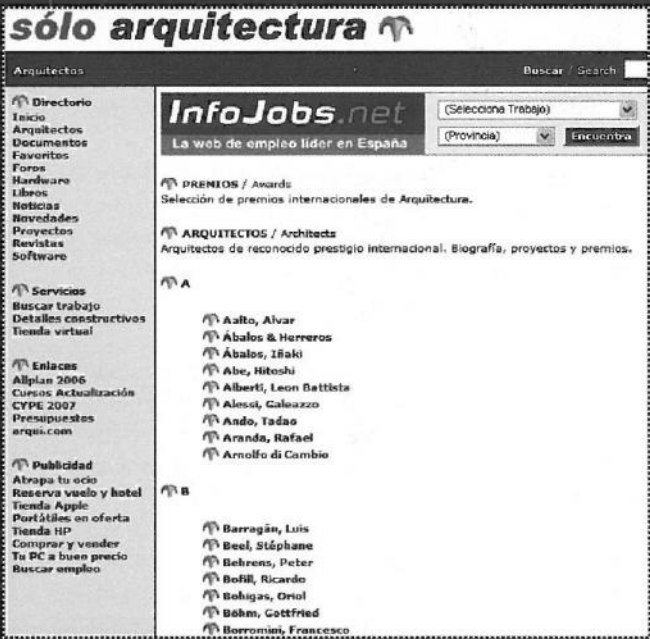 sólo arquitectura
Arquitectos
Buscar / Search
Directorio
Inicio
Arquitectos
Documentos
Favoritos
Foros
Hardware
Libros
Noticias
Novedades
Proyectos
Revistas
Software
Servicios
Buscar trabajo
Detalles constructivos
Tienda virtual
Enlaces
Allplan 2006
Cursos Actualización
CYPE 2007
Presupuestos
arqui.com
Publicidad
Atrapa tu ocio
Reserva vuelo y hotel
Tienda Apple
Portátiles en oferta
Tienda HP
Comprar y vender
Tu PC a buen precio
Buscar empleo
InfoJobs.net
La web de empleo líder en España
(Selecciona Trabajo)
(Provincia)
Encuentra
PREMIOS / Awards
Selección de premios internacionales de Arquitectura.
ARQUITECTOS / Architects
Arquitectos de reconocido prestigio internacional. Biografía, proyectos y premios.
A
Aalto, Alvar
Ábalos & Herreros
Ábalos, Iñaki
Abe, Hitoshi
Alberti, Leon Battista
Alessi, Galeazzo
Ando, Tadao
Aranda, Rafael
Arnolfo di Cambio
B
Barragán, Luis
Beel, Stéphane
Behrens, Peter
Bofill, Ricardo
Bohigas, Oriol
Böhm, Gottfried
Borromini, Francesco